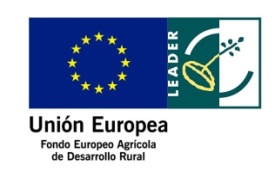 LEADER
Unión Europea
Fondo Europeo Agrícola
de Desarrollo Rural